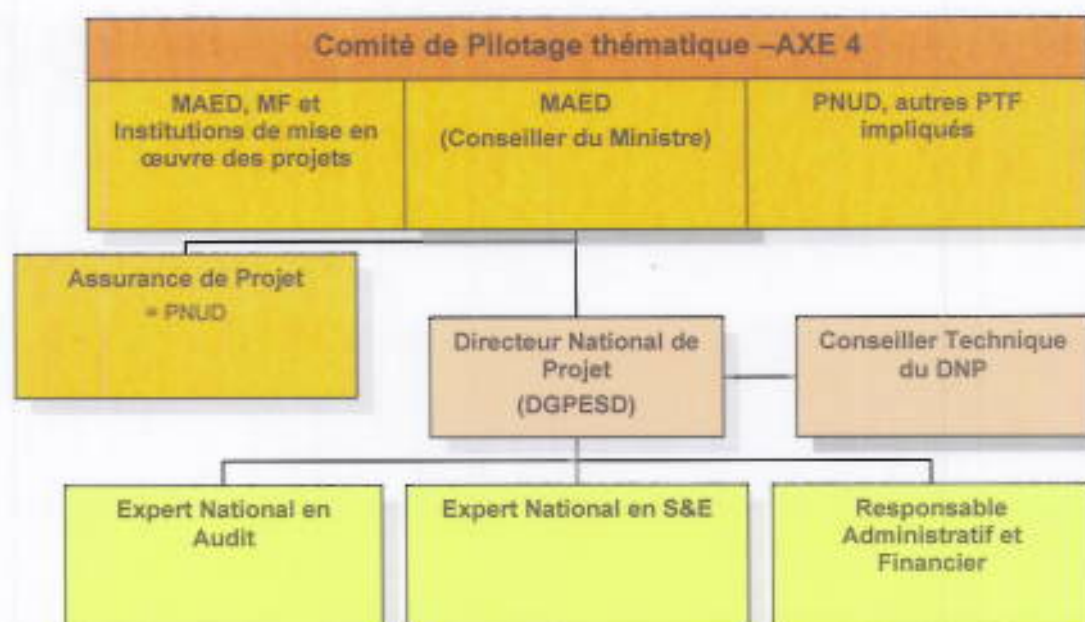 Comité de Pilotage thématique –AXE 4
MAED, MF et
Institutions de mise en
œuvre des projets
MAED
(Conseiller du Ministre)
PNUD, autres PTF
impliqués
Assurance de Projet
= PNUD
Directeur National de
Projet
(DGPESD)
Conseiller Technique
du DNP
Expert National en
Audit
Expert National en S&E
Responsable
Administratif et
Financier